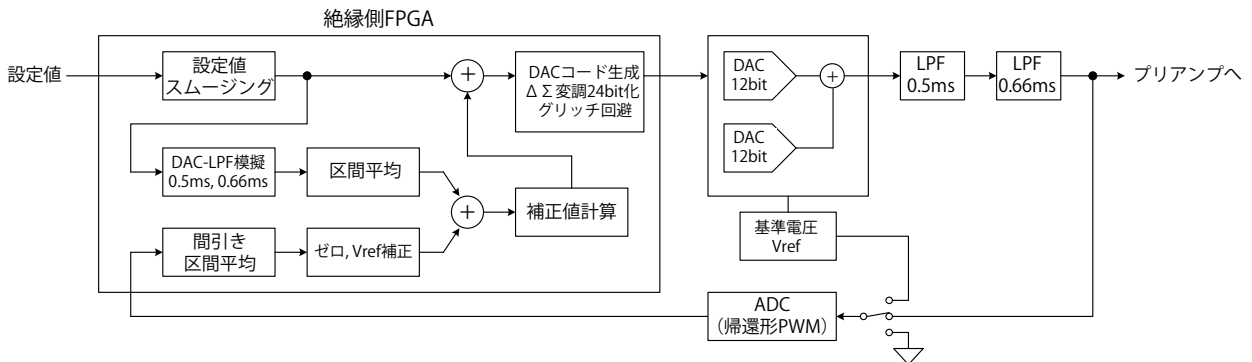 絶縁側FPGA
設定値
設定値
スムージング
+
DACコード生成
ΔΣ変調24bit化
グリッチ回避
DAC
12bit
+
DAC
12bit
LPF
0.5ms
LPF
0.66ms
プリアンプへ
DAC-LPF模擬
0.5ms, 0.66ms
区間平均
+
補正値計算
間引き
区間平均
ゼロ, Vref補正
基準電圧
Vref
ADC
（帰還形PWM）